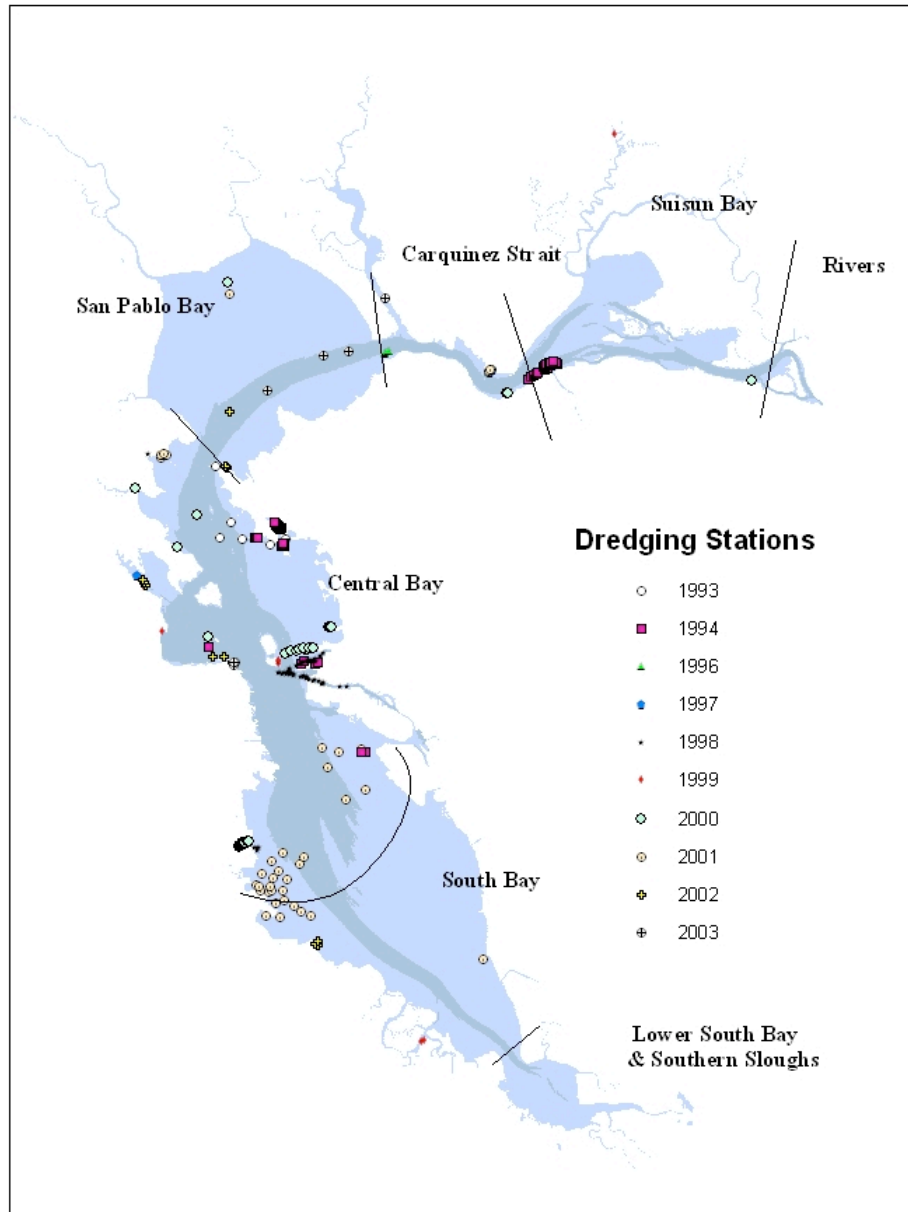 Suisun Bay
Carquinez Strait
Rivers
San Pablo Bay
Dredging Stations
1993
Central Bay
1994
1996
1997
1998
1999
2000
2001
South Bay
2002
2003
Lower South Bay
& Southern Sloughs